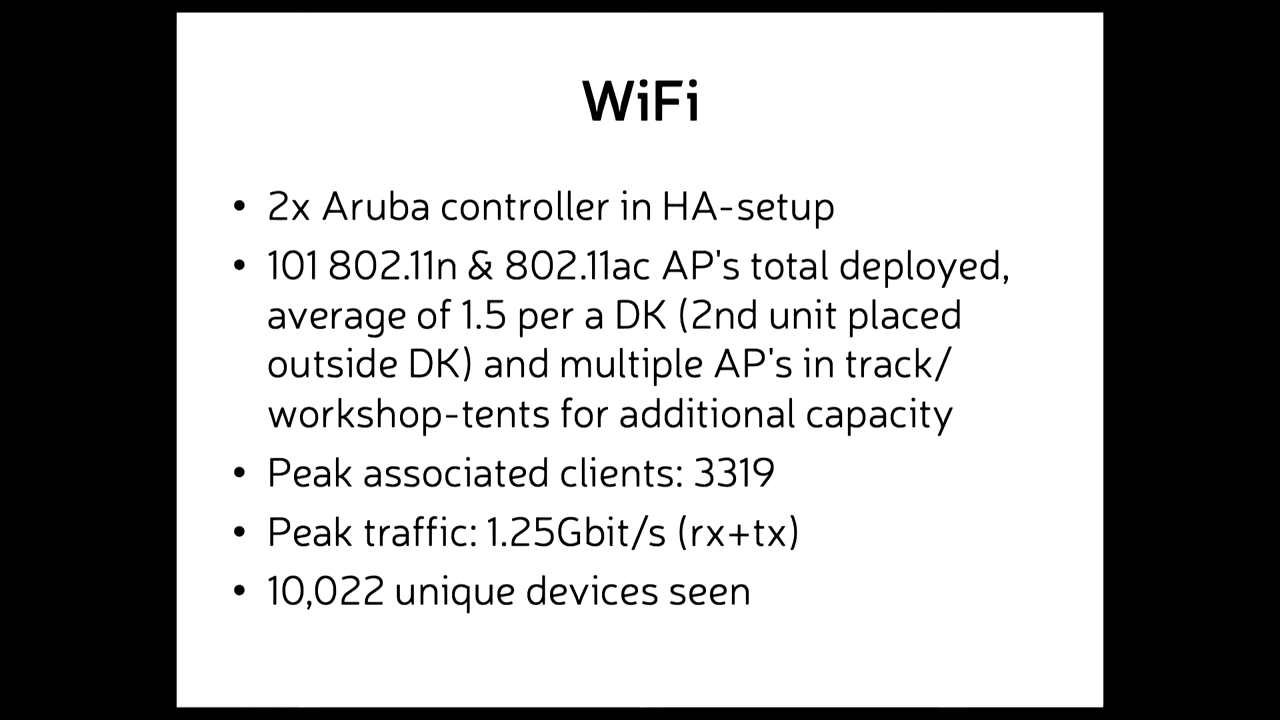 WiFi
• 2x Aruba controller in HA-setup
• 101 802.11n & 802.11ac AP's total deployed,
average of 1.5 per a DK (2nd unit placed
outside DK) and multiple AP's in track/
workshop-tents for additional capacity
• Peak associated clients: 3319
• Peak traffic: 1.25Gbit/s (rx+tx)
• 10,022 unique devices seen